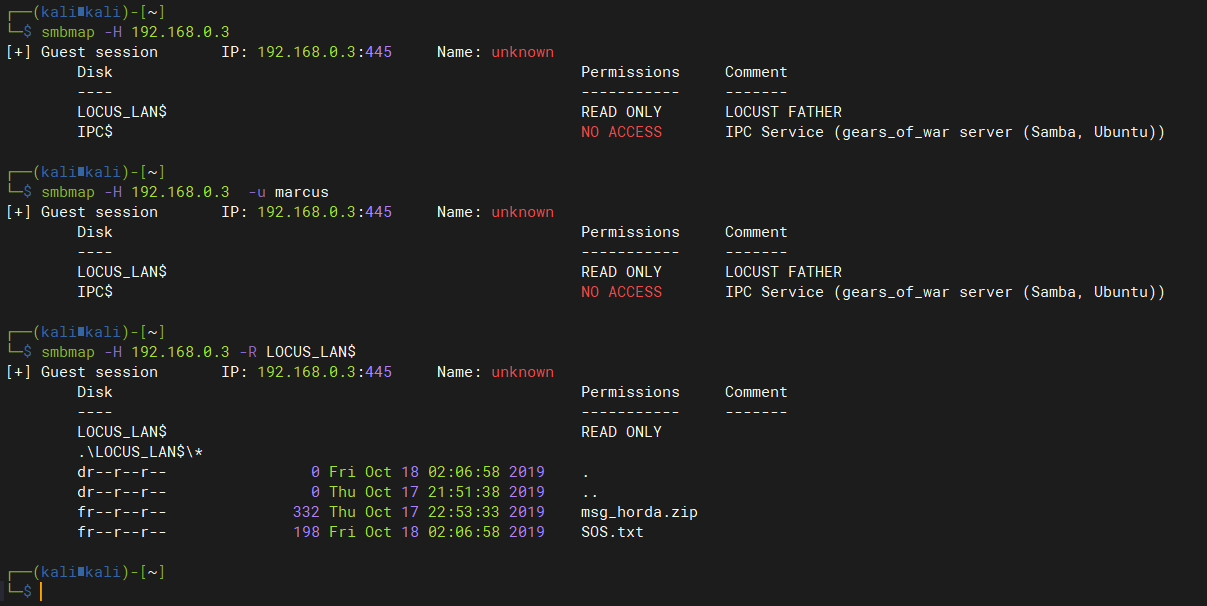 ┌──(kali㉿kali)-[~]
└─$ smbmap -H 192.168.0.3
[+] Guest session       IP: 192.168.0.3:445     Name: unknown
        Disk                                                    Permissions     Comment
        ----                                                    -----------     -------
        LOCUS_LAN$                                              READ ONLY       LOCUST FATHER
        IPC$                                                    NO ACCESS       IPC Service (gears_of_war server (Samba, Ubuntu))
┌──(kali㉿kali)-[~]
└─$ smbmap -H 192.168.0.3  -u marcus
[+] Guest session       IP: 192.168.0.3:445     Name: unknown
        Disk                                                    Permissions     Comment
        ----                                                    -----------     -------
        LOCUS_LAN$                                              READ ONLY       LOCUST FATHER
        IPC$                                                    NO ACCESS       IPC Service (gears_of_war server (Samba, Ubuntu))
┌──(kali㉿kali)-[~]
└─$ smbmap -H 192.168.0.3 -R LOCUS_LAN$
[+] Guest session       IP: 192.168.0.3:445     Name: unknown
        Disk                                                    Permissions     Comment
        ----                                                    -----------     -------
        LOCUS_LAN$                                              READ ONLY
        .\LOCUS_LAN$\*
        dr--r--r--                0 Fri Oct 18 02:06:58 2019    .
        dr--r--r--                0 Thu Oct 17 21:51:38 2019    ..
        fr--r--r--              332 Thu Oct 17 22:53:33 2019    msg_horda.zip
        fr--r--r--              198 Fri Oct 18 02:06:58 2019    SOS.txt
┌──(kali㉿kali)-[~]
└─$